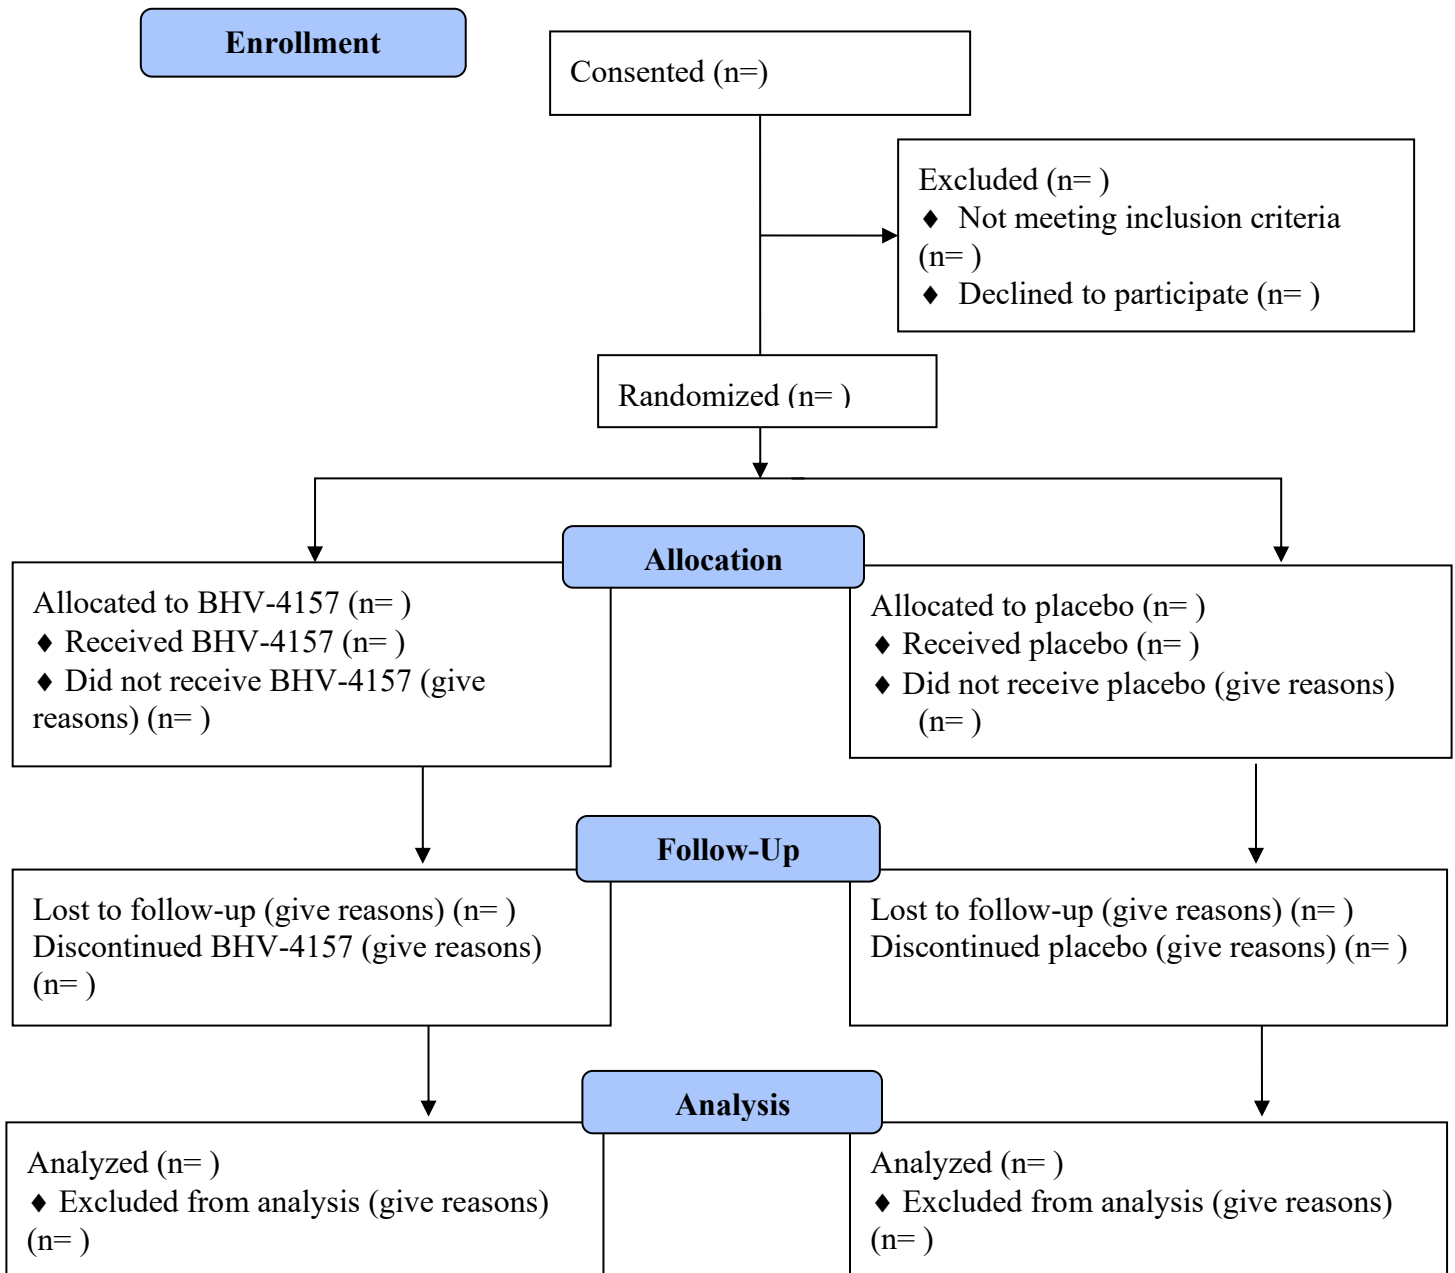 Enrollment
Consented (n=)
Excluded (n= )
♦ Not meeting inclusion criteria
(n= )
♦ Declined to participate (n= )
Randomized (n= )
Allocation
Allocated to BHV-4157 (n= )
♦ Received BHV-4157 (n= )
♦ Did not receive BHV-4157 (give
reasons) (n= )
Allocated to placebo (n= )
♦ Received placebo (n= )
♦ Did not receive placebo (give reasons)
(n= )
Follow-Up
Lost to follow-up (give reasons) (n= )
Discontinued BHV-4157 (give reasons)
(n= )
Lost to follow-up (give reasons) (n= )
Discontinued placebo (give reasons) (n= )
Analysis
Analyzed (n= )
♦ Excluded from analysis (give reasons)
(n= )
Analyzed (n= )
♦ Excluded from analysis (give reasons)
(n= )